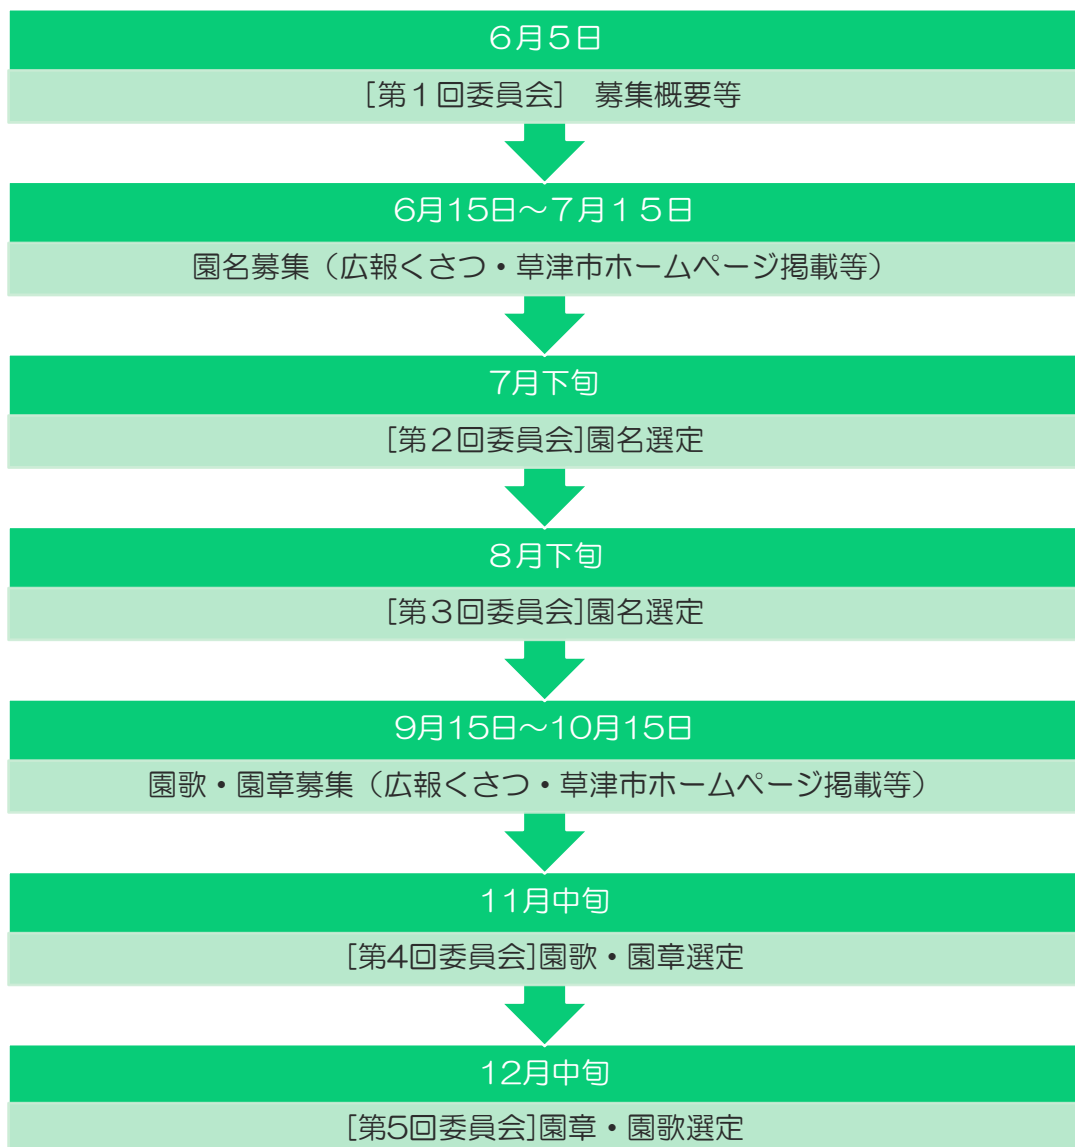 6月5日
[第1回委員会]　募集概要等
6月15日～7月15日
園名募集（広報くさつ・草津市ホームページ掲載等）
7月下旬
[第2回委員会]園名選定
8月下旬
[第3回委員会]園名選定
9月15日～10月15日
園歌・園章募集（広報くさつ・草津市ホームページ掲載等）
11月中旬
[第4回委員会]園歌・園章選定
12月中旬
[第5回委員会]園章・園歌選定